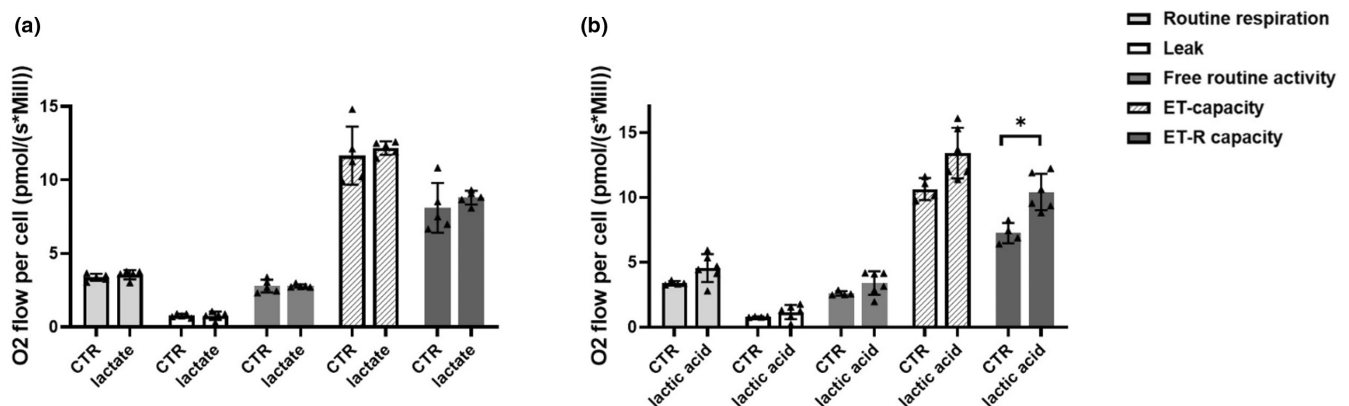 (a)
O2 flow per cell (pmol/(s*Mill))
15
10
5
0
CTR
lactate
CTR
lactate
CTR
lactate
CTR
lactate
CTR
lactate
(b)
O2 flow per cell (pmol/(s*Mill))
15
10
5
0
*
CTR
lactic acid
CTR
lactic acid
CTR
lactic acid
CTR
lactic acid
CTR
lactic acid
Routine respiration
Leak
Free routine activity
ET-capacity
ET-R capacity